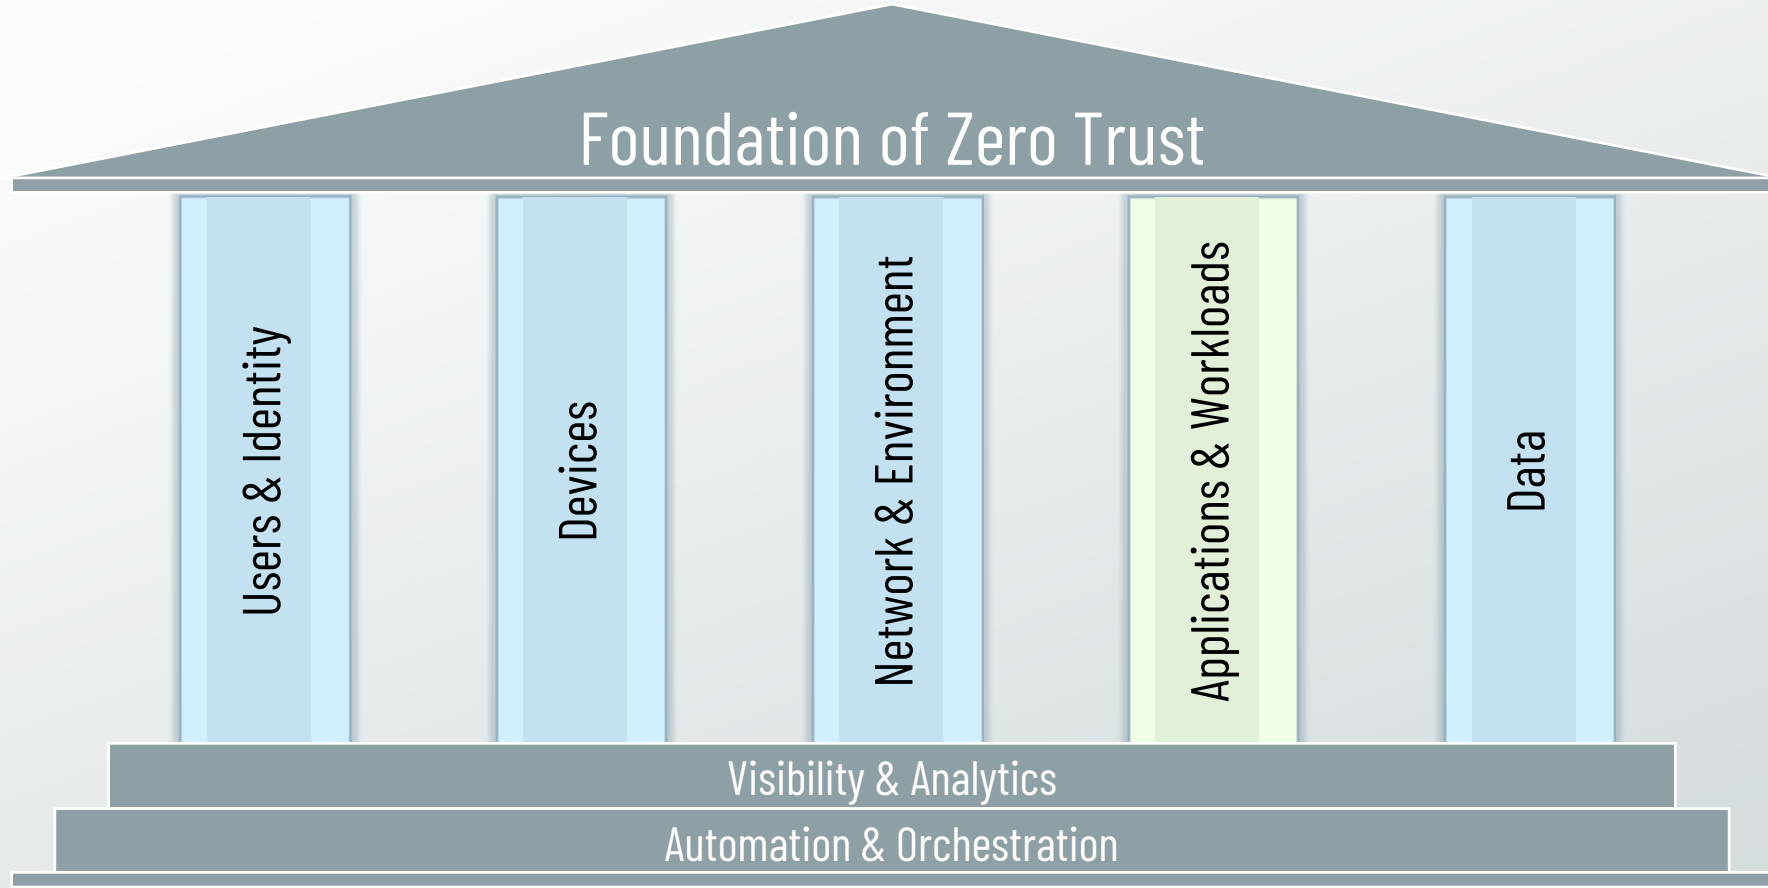 Foundation of Zero Trust
Users & Identity
Devices
Network & Environment
Applications & Workloads
Data
Visibility & Analytics
Automation & Orchestration